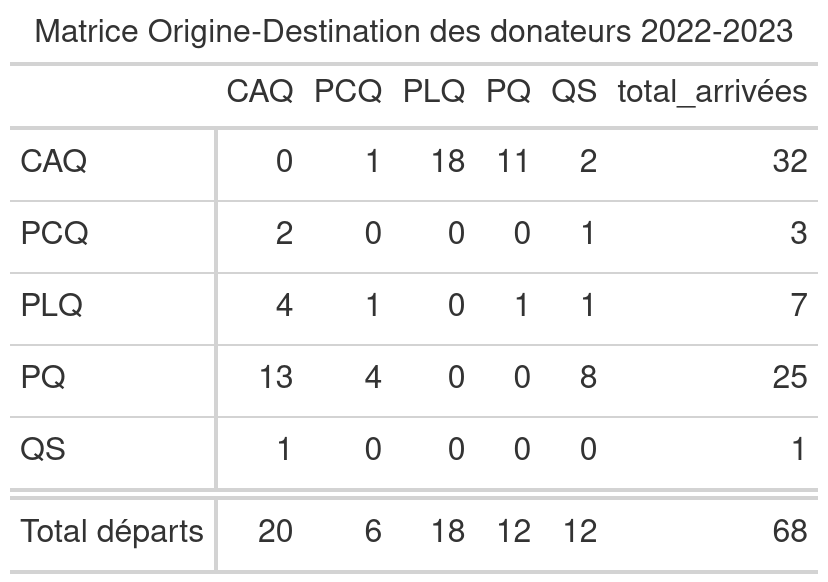 Matrice Origine-Destination des donateurs 2022-2023
CAQ PCQ PLQ PQ QS total_arrivées
CAQ 0 1 18 11 2 32
PCQ 2 0 0 0 1 3
PLQ 4 1 0 1 1 7
PQ 13 4 0 0 8 25
QS 1 0 0 0 0 1
Total départs 20 6 18 12 12 68